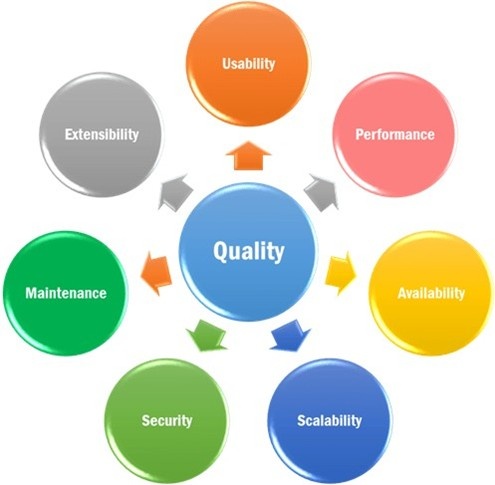 Usability
Extensibility
Performance
Quality
Maintenance
Availability
Security
Scalability